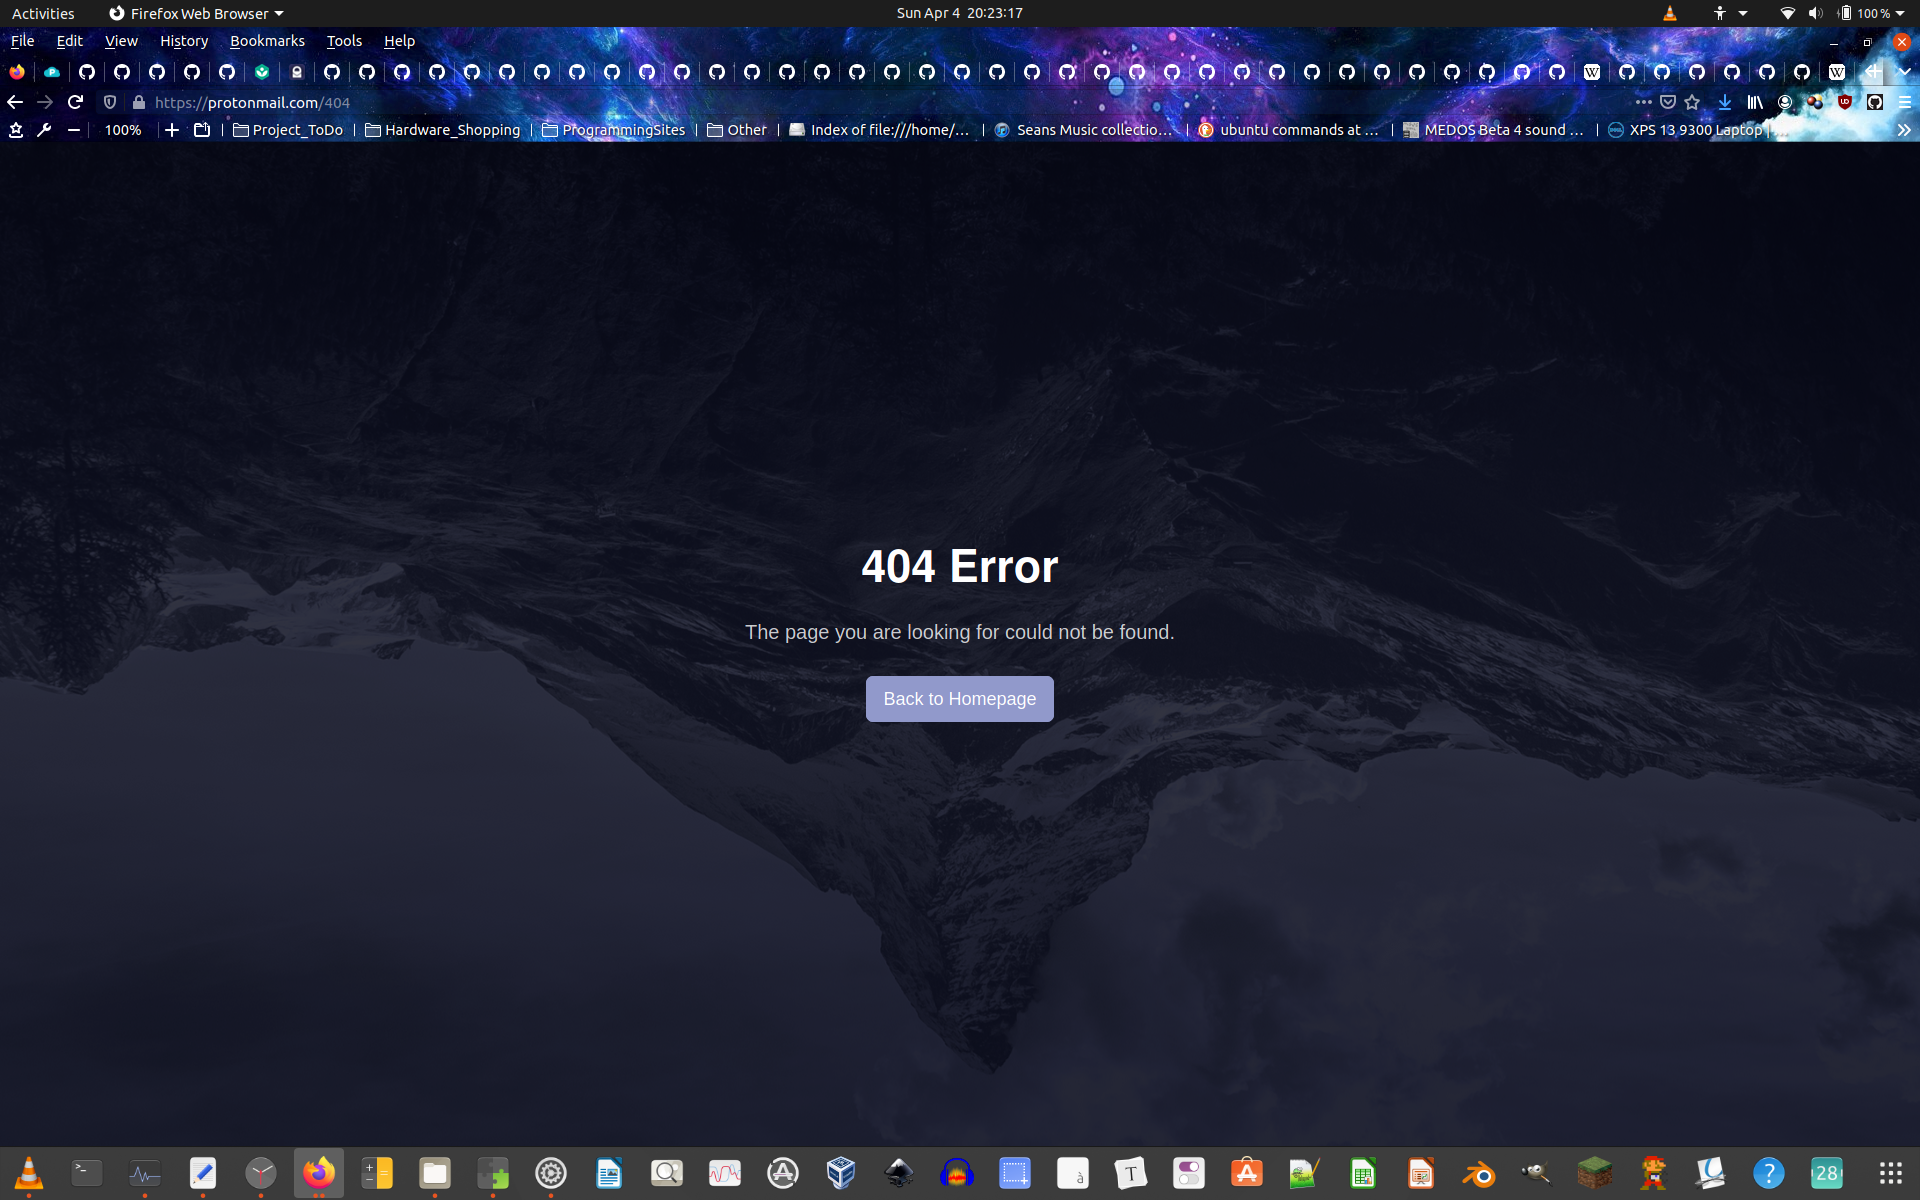 Activities
Firefox Web Browser
Sun Apr 4 20:23:17
100 %
File Edit View History Bookmarks Tools Help
W
W
https://protonmail.com/404
UO
100%
Project_ToDo
Hardware_Shopping
ProgrammingSites
Other
Index of file:///home/…
Seans Music collectio…
ubuntu commands at …
MEDOS Beta 4 sound …
XPS 13 9300 Laptop | …
404 Error
The page you are looking for could not be found.
Back to Homepage
>_
à
T
?
28